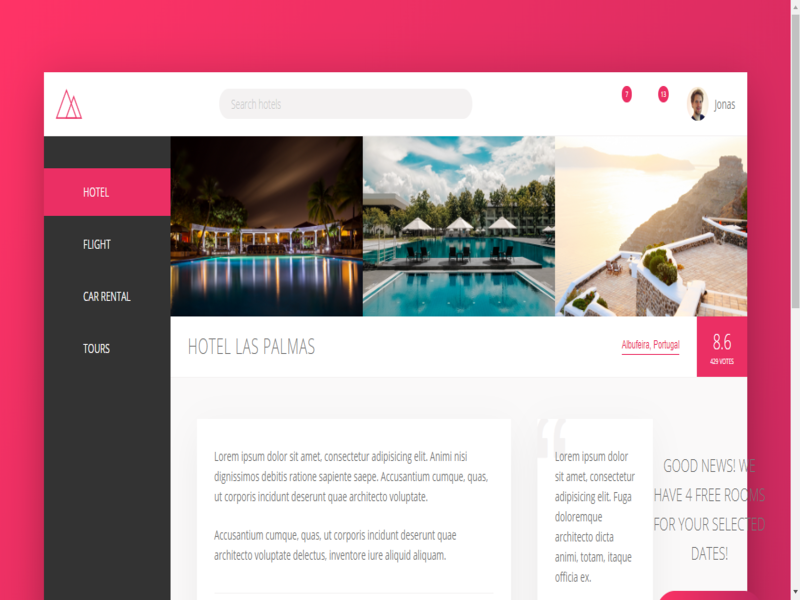 Search hotels
7
13
Jonas
HOTEL
FLIGHT
CAR RENTAL
TOURS
HOTEL LAS PALMAS
Albufeira, Portugal
8.6
429 VOTES
Lorem ipsum dolor sit amet, consectetur adipisicing elit. Animi nisi
dignissimos debitis ratione sapiente saepe. Accusantium cumque, quas,
ut corporis incidunt deserunt quae architecto voluptate.
Accusantium cumque, quas, ut corporis incidunt deserunt quae
architecto voluptate delectus, inventore iure aliquid aliquam.
“
Lorem ipsum dolor
sit amet, consectetur
adipisicing elit. Fuga
doloremque
architecto dicta
animi, totam, itaque
officia ex.
GOOD NEWS! WE
HAVE 4 FREE ROOMS
FOR YOUR SELECTED
DATES!